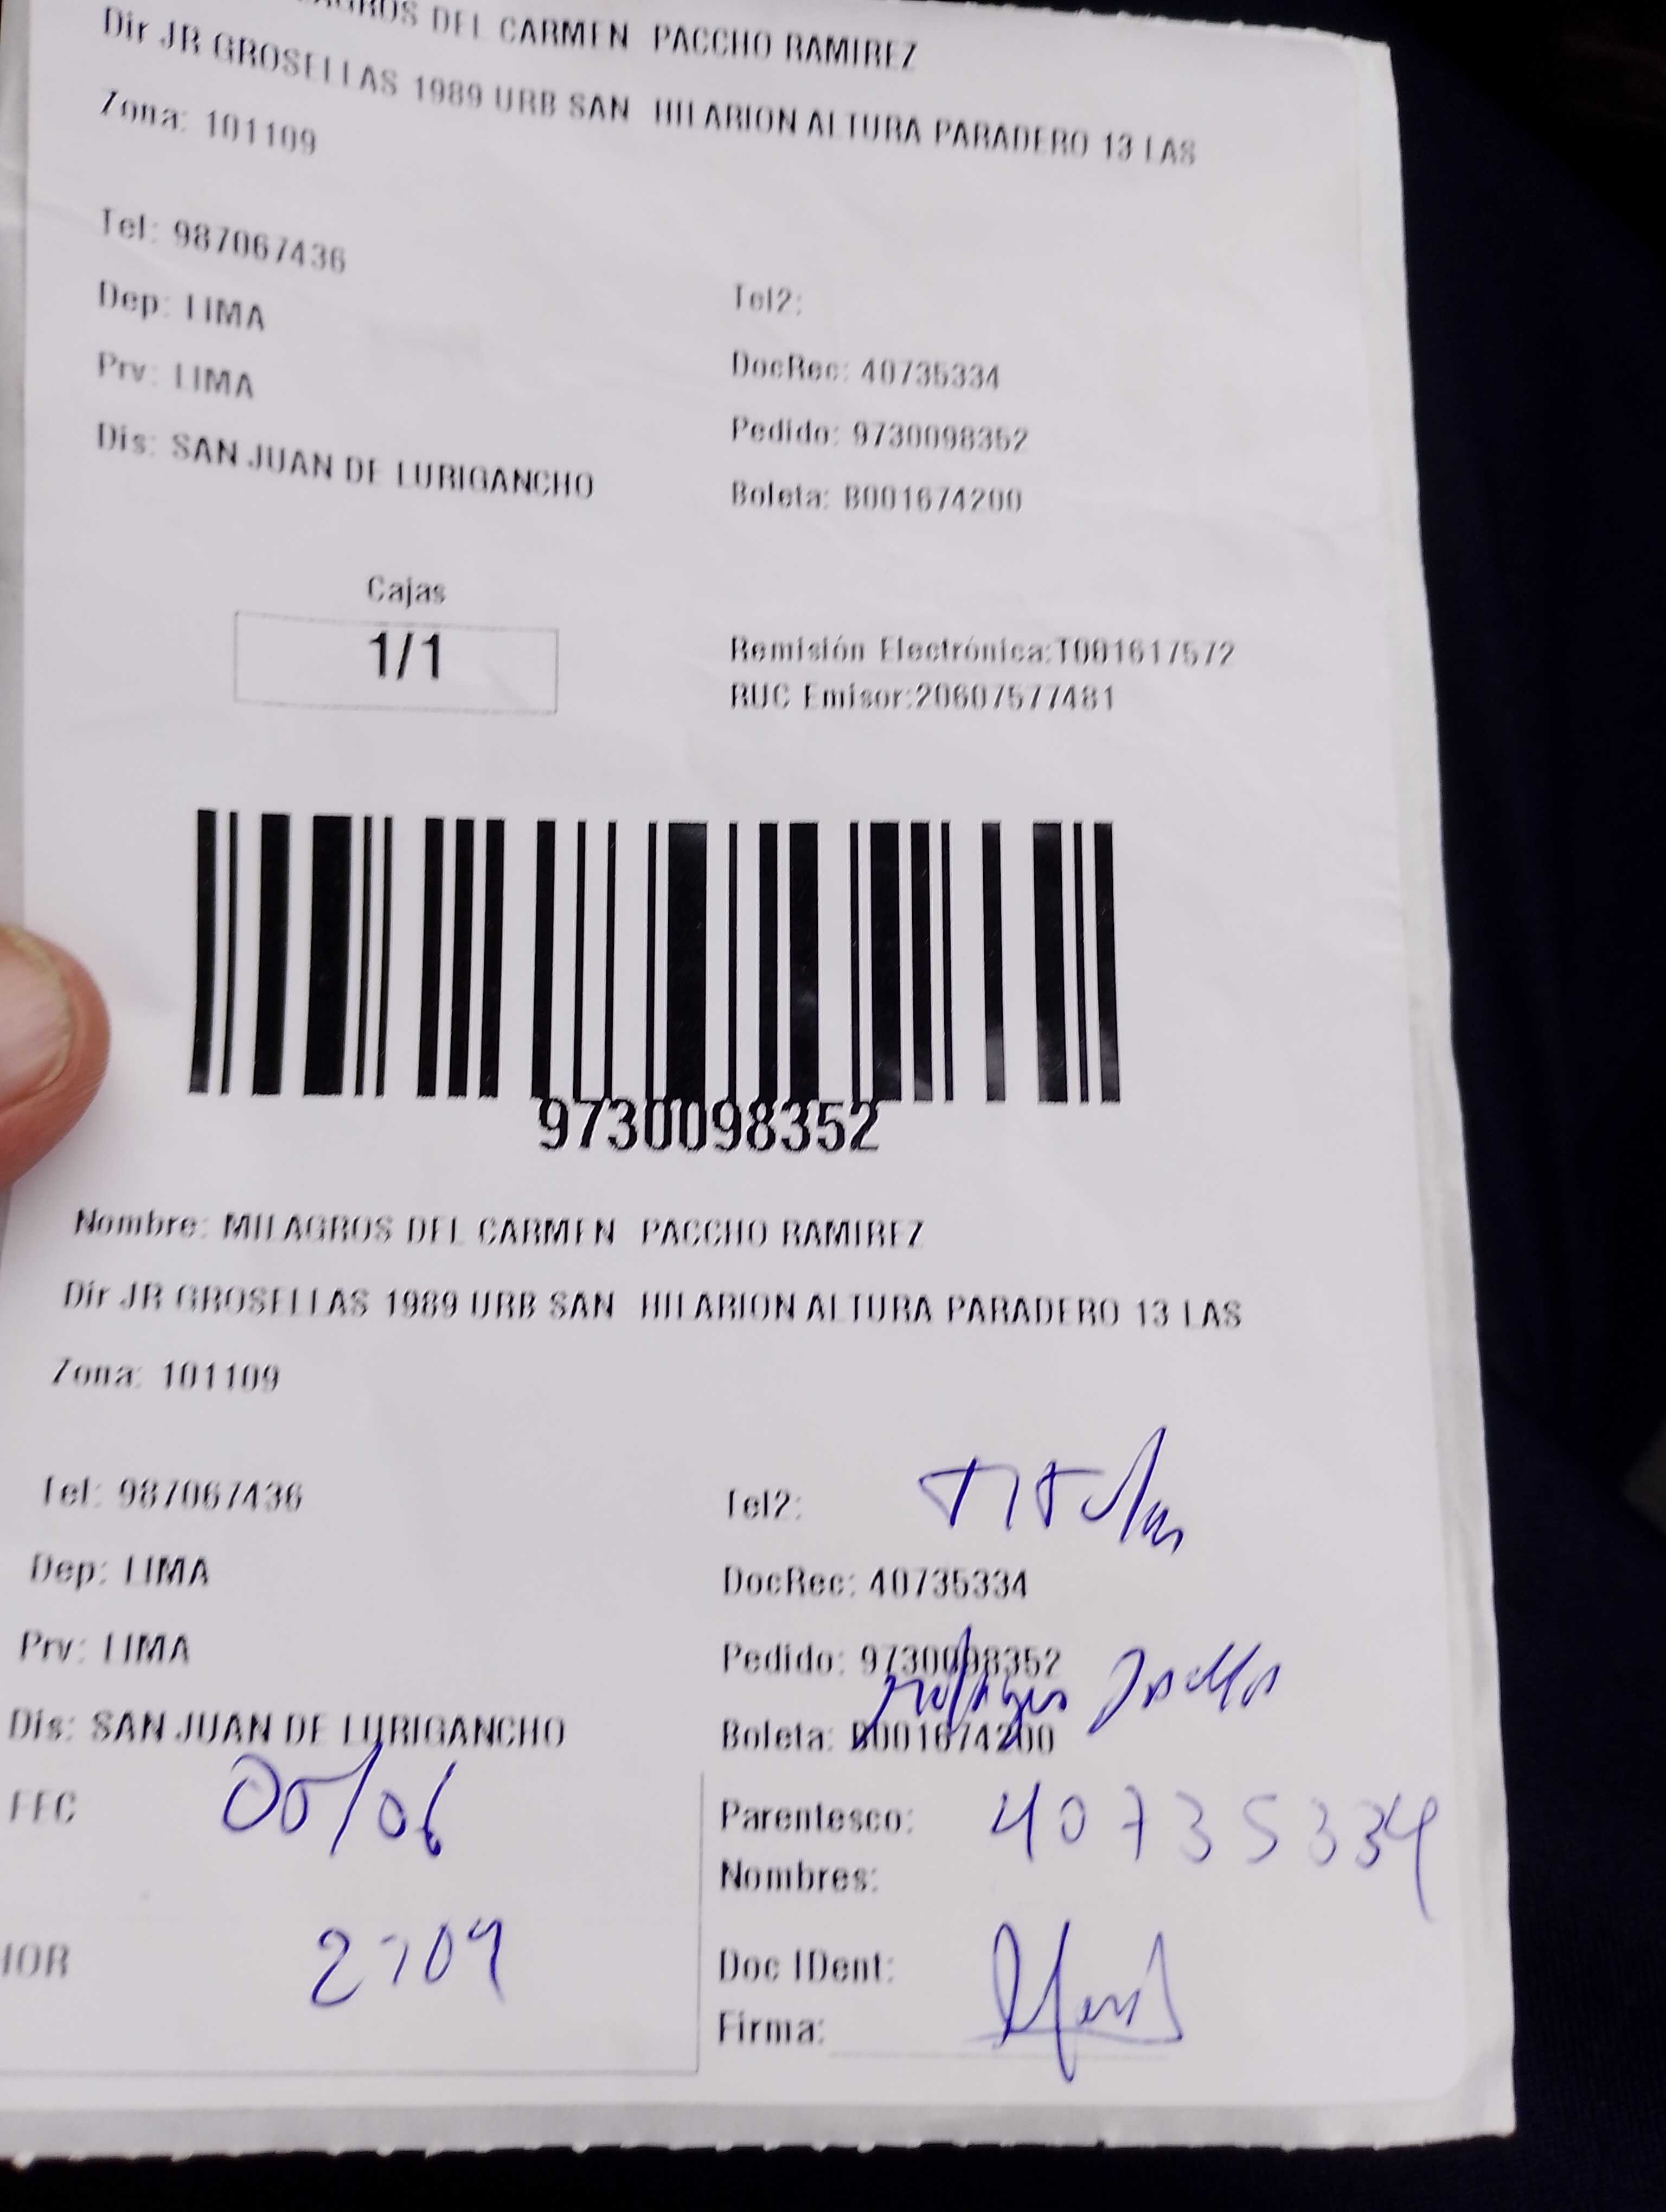 DEL CARMEN PACCHO RAMIREZ
Dir JR GROSELLAS 1989 URB SAN HILARION ALTURA PARADERO 13 LAS
Zona: 101109
Tel: 987067436
Tel2:
Dep: LIMA
DocRec: 40735334
Prv: LIMA
Pedido: 9730098352
Dis: SAN JUAN DE LURIGANCHO
Boleta: B001674200
Cajas
1/1
Remisión Electrónica:T001617572
RUC Emisor:20607577481
9730098352
Nombre: MILAGROS DEL CARMEN PACCHO RAMIREZ
Dir JR GROSELLAS 1989 URB SAN HILARION ALTURA PARADERO 13 LAS
Zona: 101109
Tel: 987067436
Tel2: Titular
Dep: LIMA
DocRec: 40735334
Prv: LIMA
Pedido: 9730098352
Dis: SAN JUAN DE LURIGANCHO
Boleta: B001674200
FEC 05/06
Parentesco: 40735334
Nombres:
HOR
Doc IDent:
Firma: